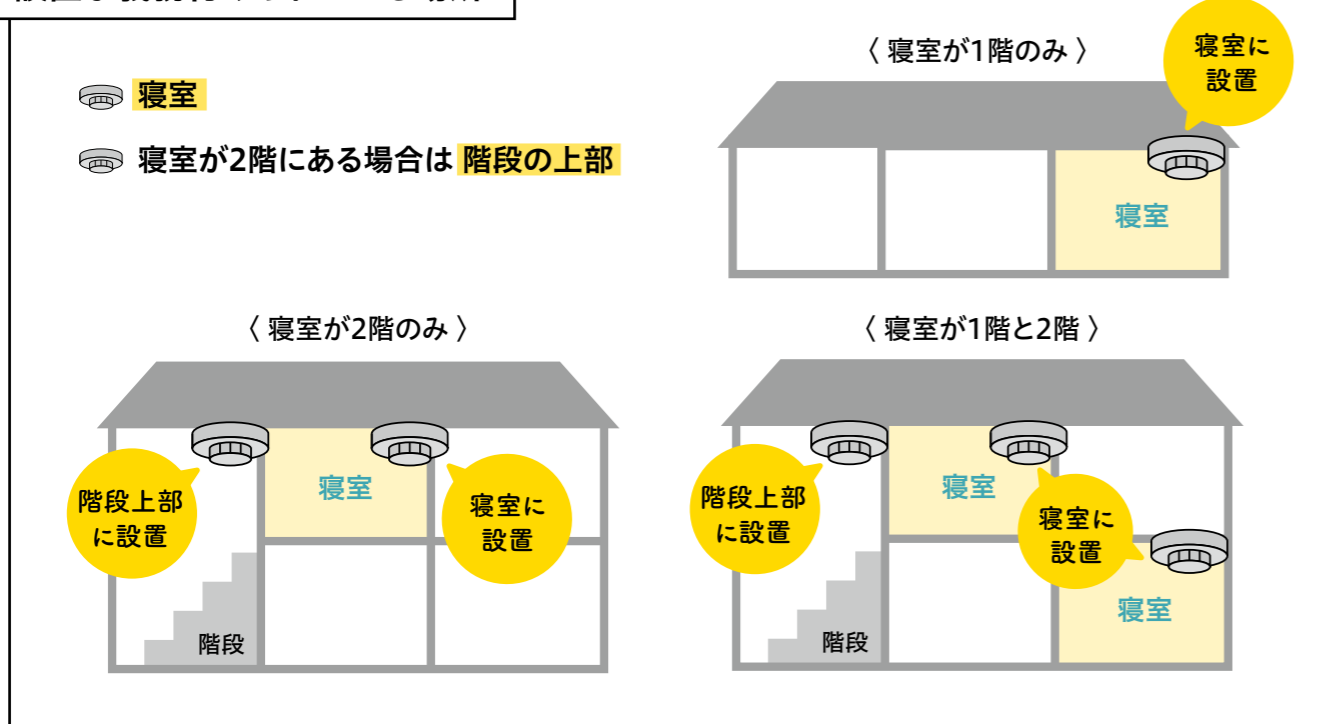 寝室
寝室が2階にある場合は 階段の上部
〈 寝室が1階のみ 〉
寝室に
設置
寝室
〈 寝室が2階のみ 〉
階段上部
に設置
寝室
寝室に
設置
階段
〈 寝室が1階と2階 〉
階段上部
に設置
寝室
寝室に
設置
寝室
階段